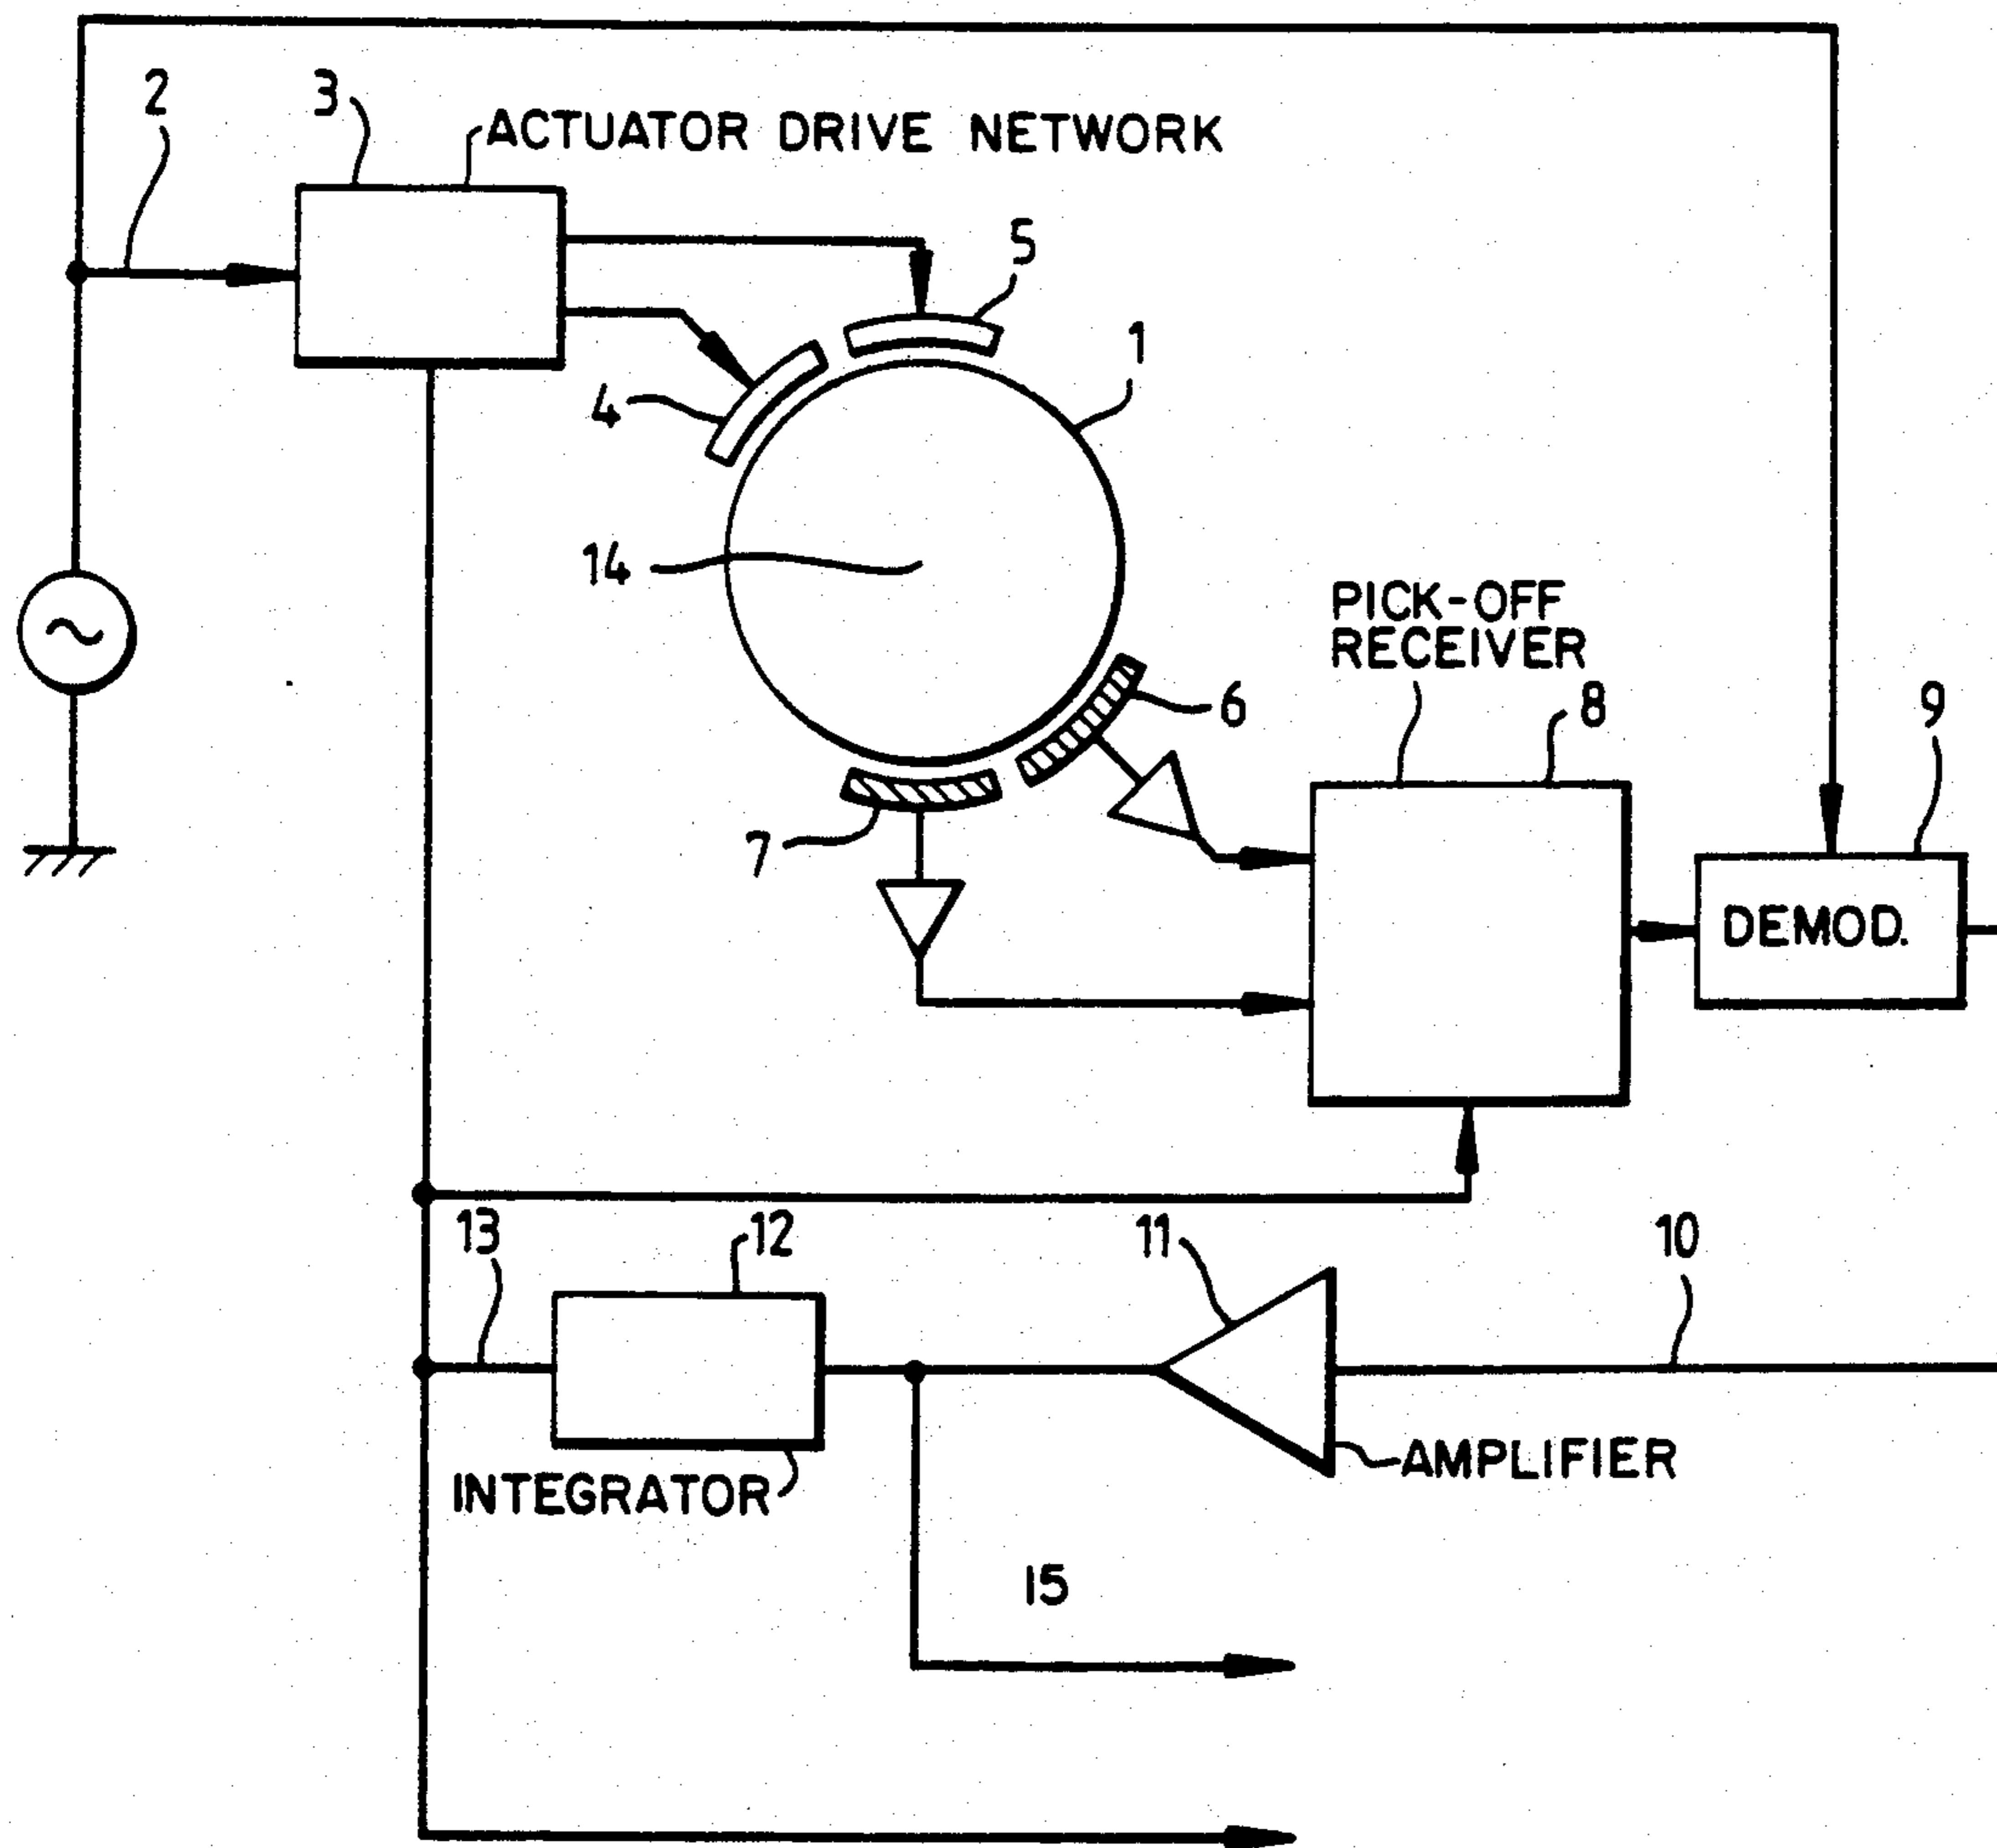 2
3
ACTUATOR DRIVE NETWORK
5
1
4
14
PICK-OFF
RECEIVER
6
8
9
7
DEMOD.
13
12
11
10
INTEGRATOR
AMPLIFIER
15